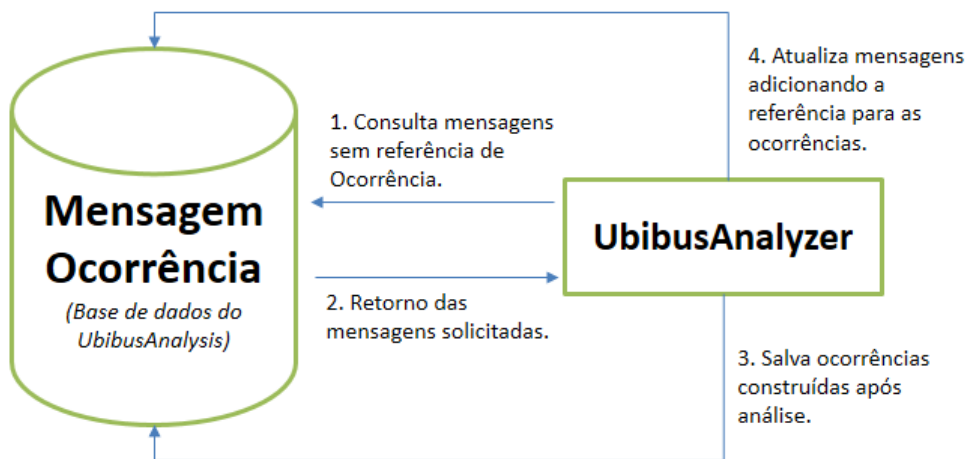 Mensagem
Ocorrência
(Base de dados do
UbibusAnalysis)
1. Consulta mensagens
sem referência de
Ocorrência.
2. Retorno das
mensagens solicitadas.
UbibusAnalyzer
4. Atualiza mensagens
adicionando a
referência para as
ocorrências.
3. Salva ocorrências
construídas após
análise.